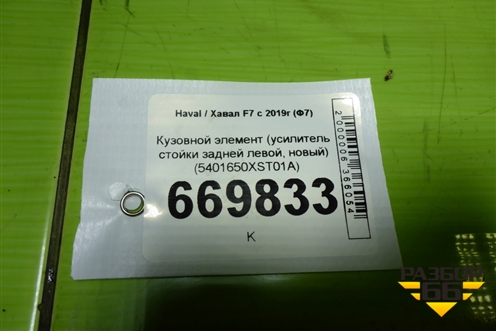 Haval / Хавал F7 с 2019г (Ф7)
Кузовной элемент (усилитель
стойки задней левой, новый)
(5401650XST01A)
669833
К
2000006366054
РАЗБОР
66